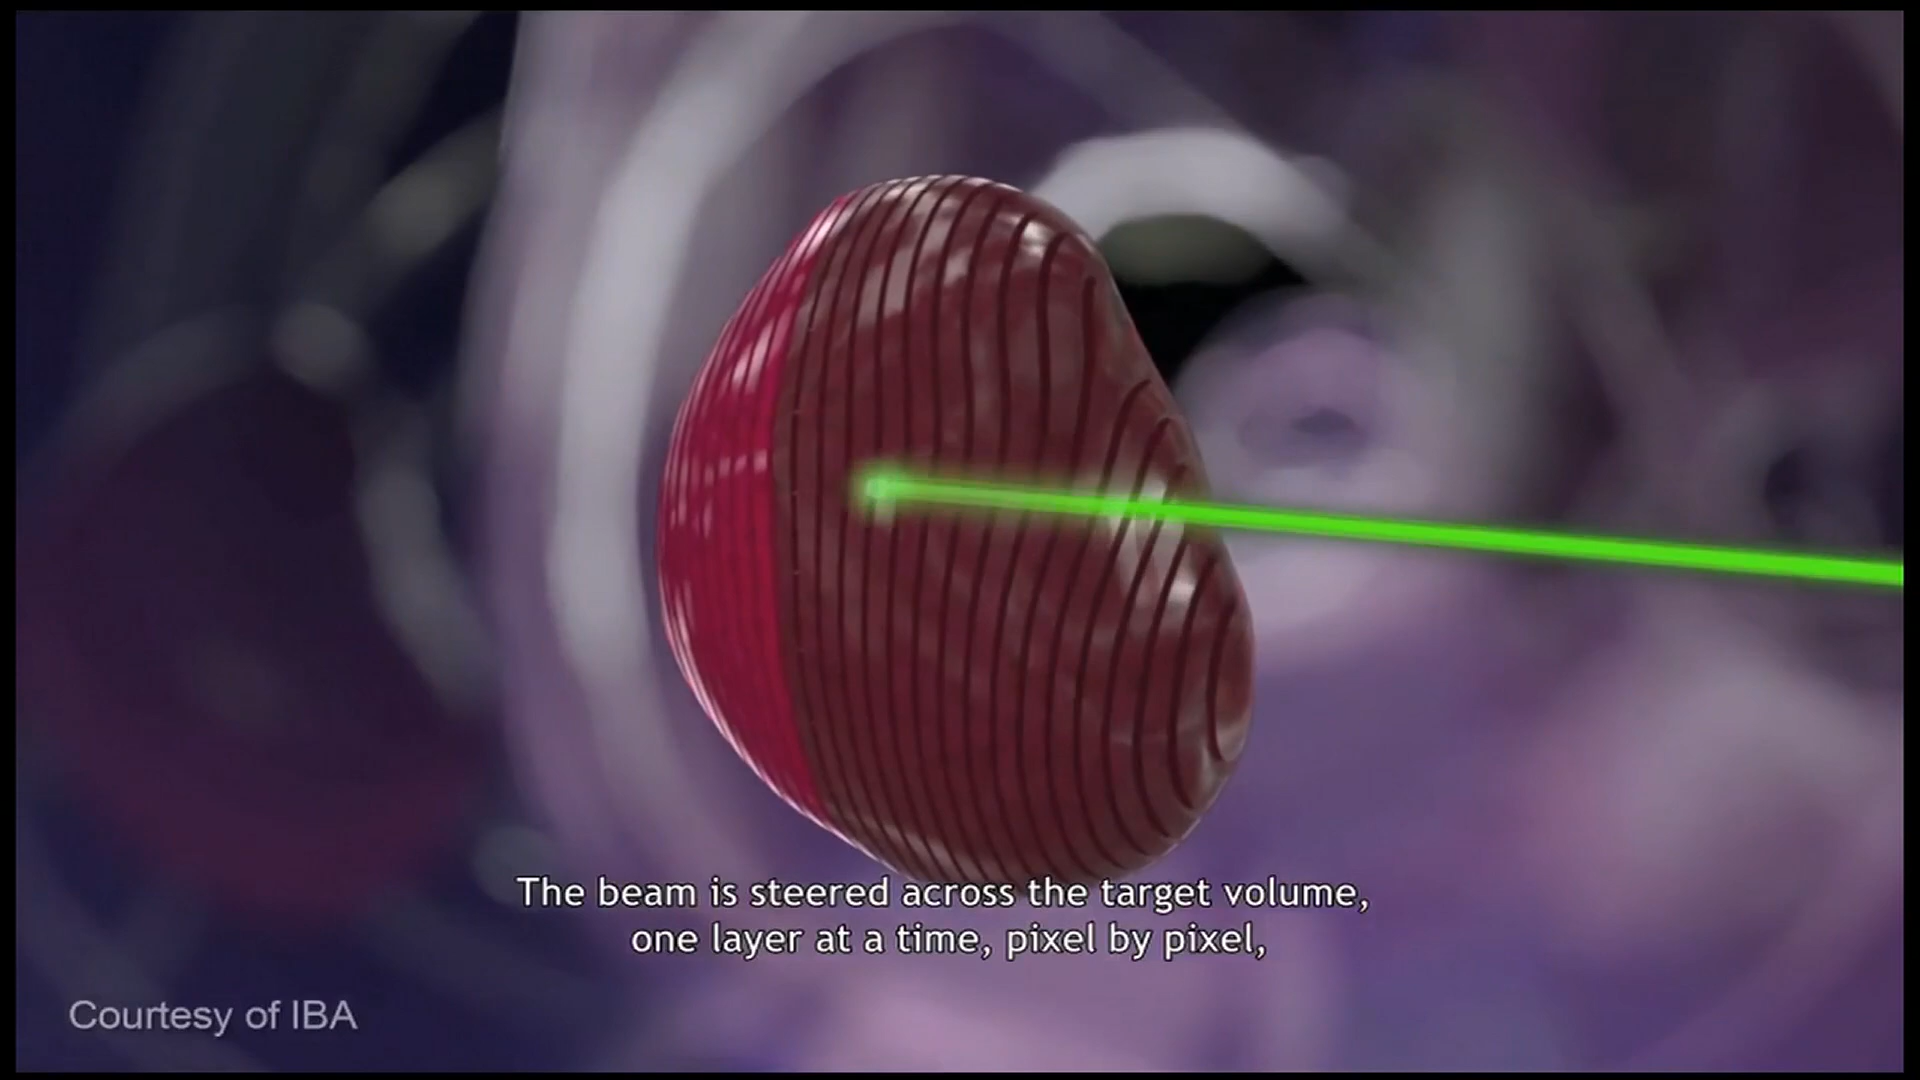 The beam is steered across the target volume,
one layer at a time, pixel by pixel,
Courtesy of IBA